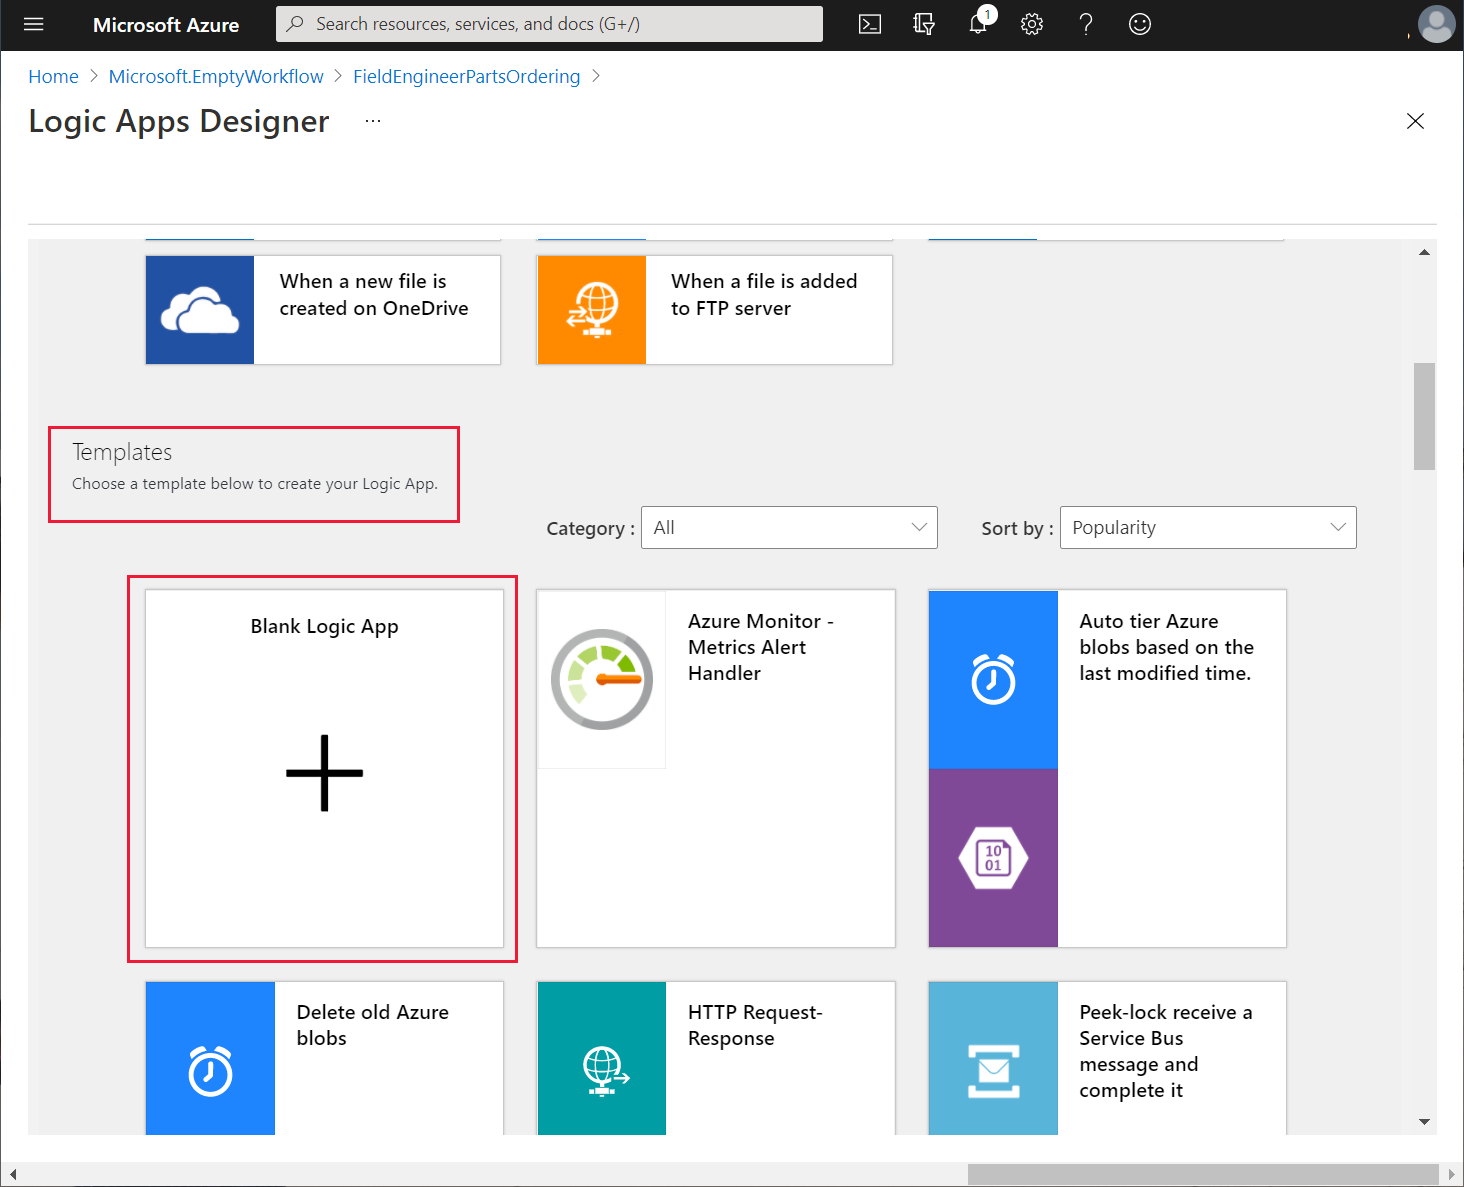 Microsoft Azure
Search resources, services, and docs (G+/)
1
Home > Microsoft.EmptyWorkflow > FieldEngineerPartsOrdering >
Logic Apps Designer ...
When a new file is
created on OneDrive
When a file is added
to FTP server
Templates
Choose a template below to create your Logic App.
Category : All
Sort by : Popularity
Blank Logic App
Azure Monitor -
Metrics Alert
Handler
Auto tier Azure
blobs based on the
last modified time.
10
01
Delete old Azure
blobs
HTTP Request-
Response
Peek-lock receive a
Service Bus
message and
complete it